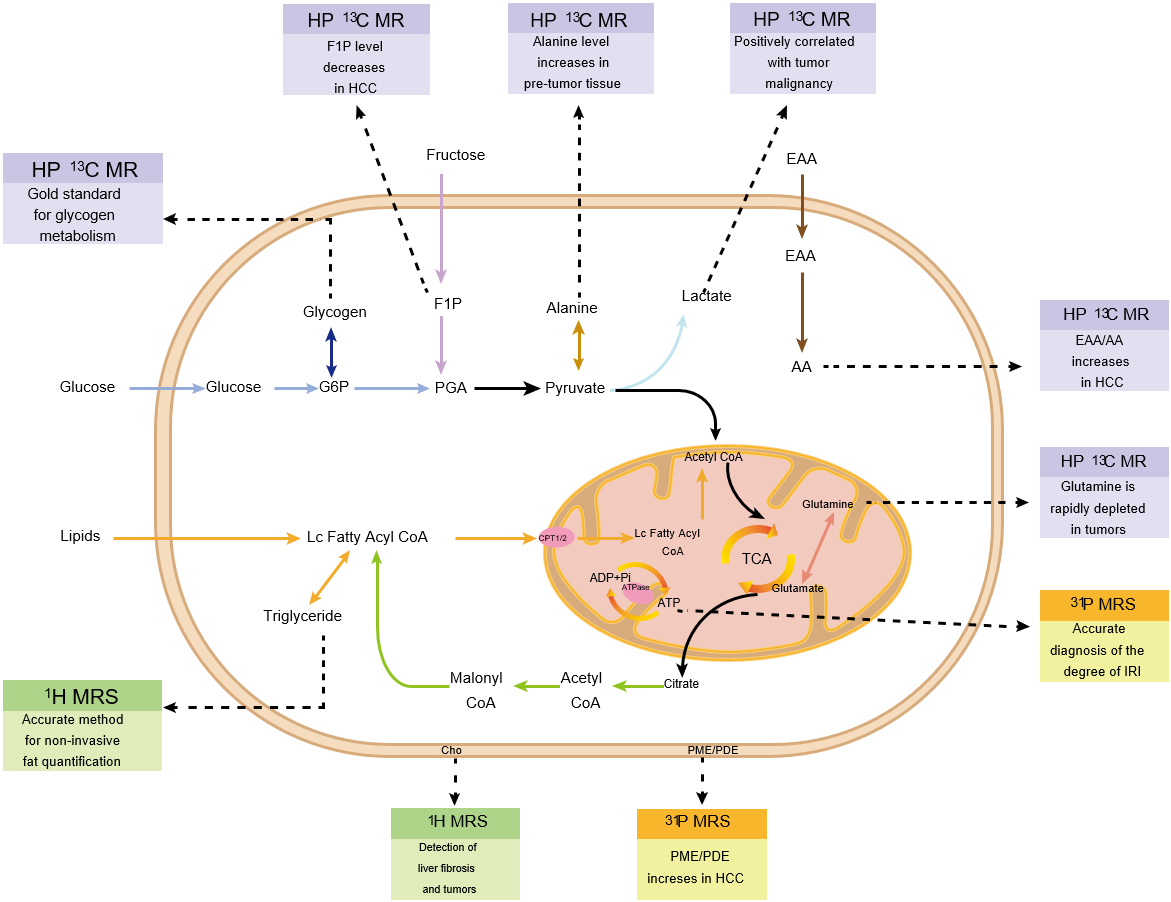 HP ¹³C MR
F1P level
decreases
in HCC
HP ¹³C MR
Alanine level
increases in
pre-tumor tissue
HP ¹³C MR
Positively correlated
with tumor
malignancy
HP ¹³C MR
Gold standard
for glycogen
metabolism
Fructose
EAA
EAA
Glycogen
F1P
Alanine
Lactate
HP ¹³C MR
EAA/AA
increases
in HCC
AA
Glucose
Glucose
G6P
PGA
Pyruvate
Acetyl CoA
HP ¹³C MR
Glutamine is
rapidly depleted
in tumors
Glutamine
Lipids
Lc Fatty Acyl CoA
CPT1/2
Lc Fatty Acyl
CoA
TCA
ADP+Pi
ATPase
ATP
Glutamate
³¹P MRS
Accurate
diagnosis of the
degree of IRI
Triglyceride
Malonyl
CoA
Acetyl
CoA
Citrate
¹H MRS
Accurate method
for non-invasive
fat quantification
Cho
PME/PDE
¹H MRS
Detection of
liver fibrosis
and tumors
³¹P MRS
PME/PDE
increses in HCC